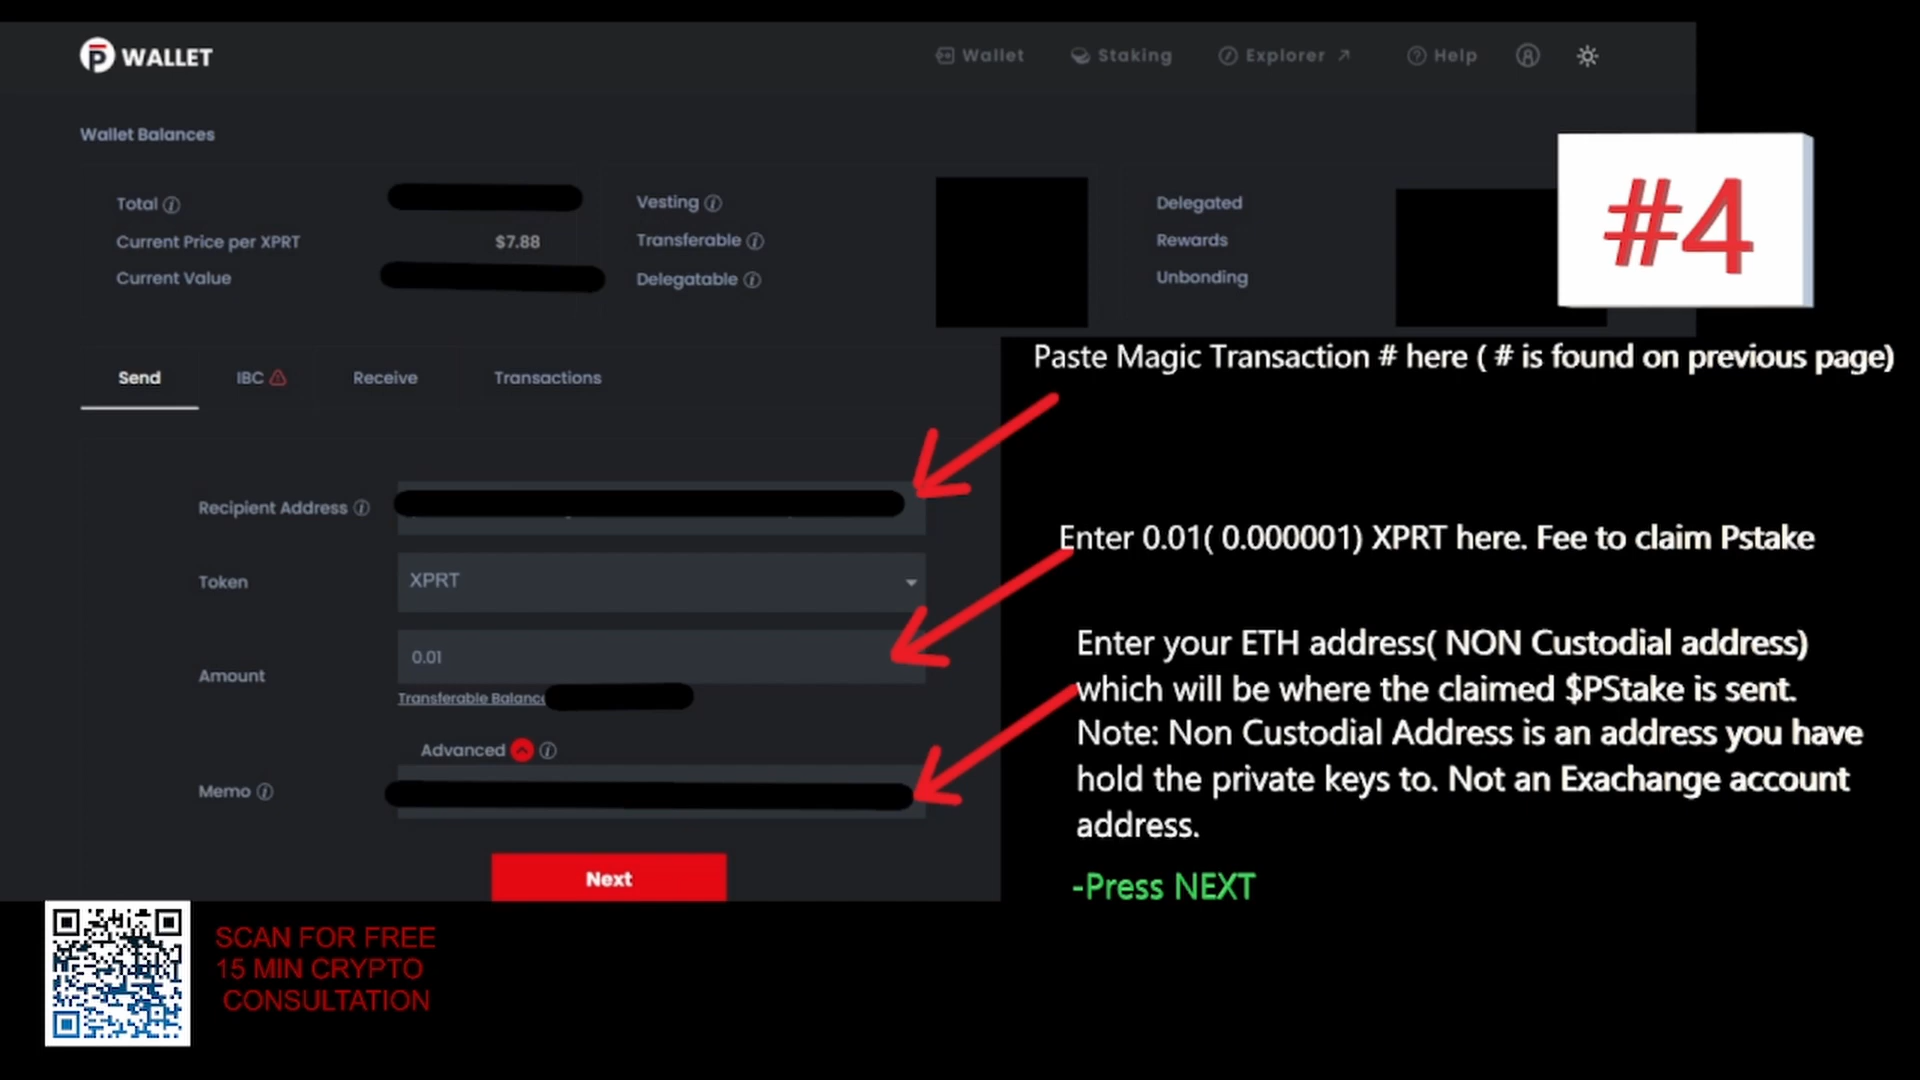 WALLET
Wallet
Staking
Explorer
Help
Wallet Balances
Total
Current Price per XPRT
$7.88
Current Value
Vesting
Transferable
Delegatable
Delegated
Rewards
Unbonding
#4
Send
IBC
Receive
Transactions
Paste Magic Transaction # here ( # is found on previous page)
Recipient Address
Token
XPRT
Enter 0.01( 0.000001) XPRT here. Fee to claim Pstake
Amount
0.01
Transferable Balance
Advanced
Memo
Enter your ETH address( NON Custodial address)
which will be where the claimed $PStake is sent.
Note: Non Custodial Address is an address you have
hold the private keys to. Not an Exachange account
address.
Next
-Press NEXT
SCAN FOR FREE
15 MIN CRYPTO
CONSULTATION